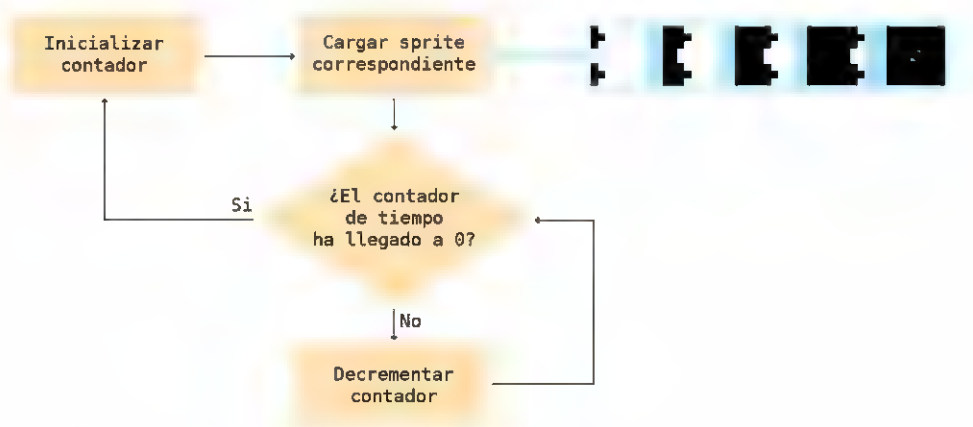 Inicializar
contador
Cargar sprite
correspondiente
¿El contador
de tiempo
ha llegado a 0?
Si
No
Decrementar
contador